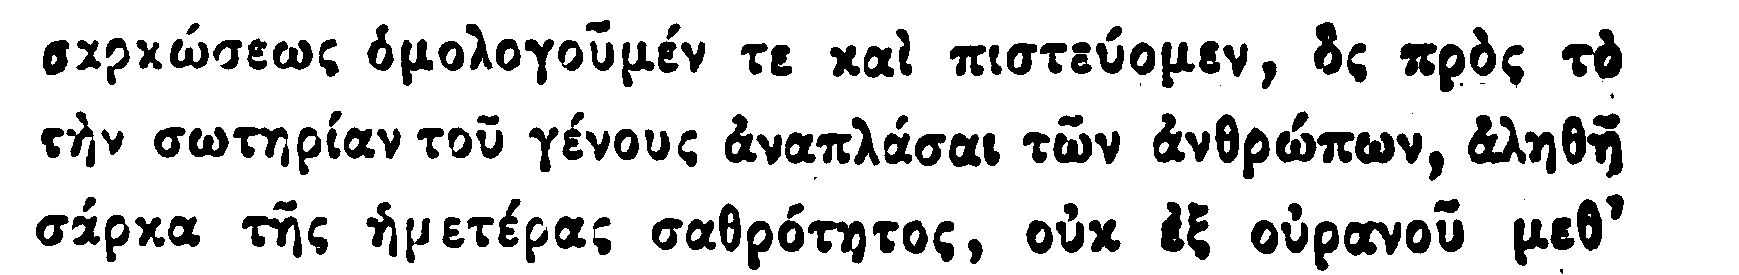 σαρκώσεως ὁμολογοῦμέν τε καὶ πιστεύομεν, ὃς πρὸς τὸ
τὴν σωτηρίαν τοῦ γένους ἀναπλάσαι τῶν ἀνθρώπων, ἀληθῆ
σάρκα τῆς ἡμετέρας σαθρότητος, οὐκ ἐξ οὐρανοῦ μεθ’